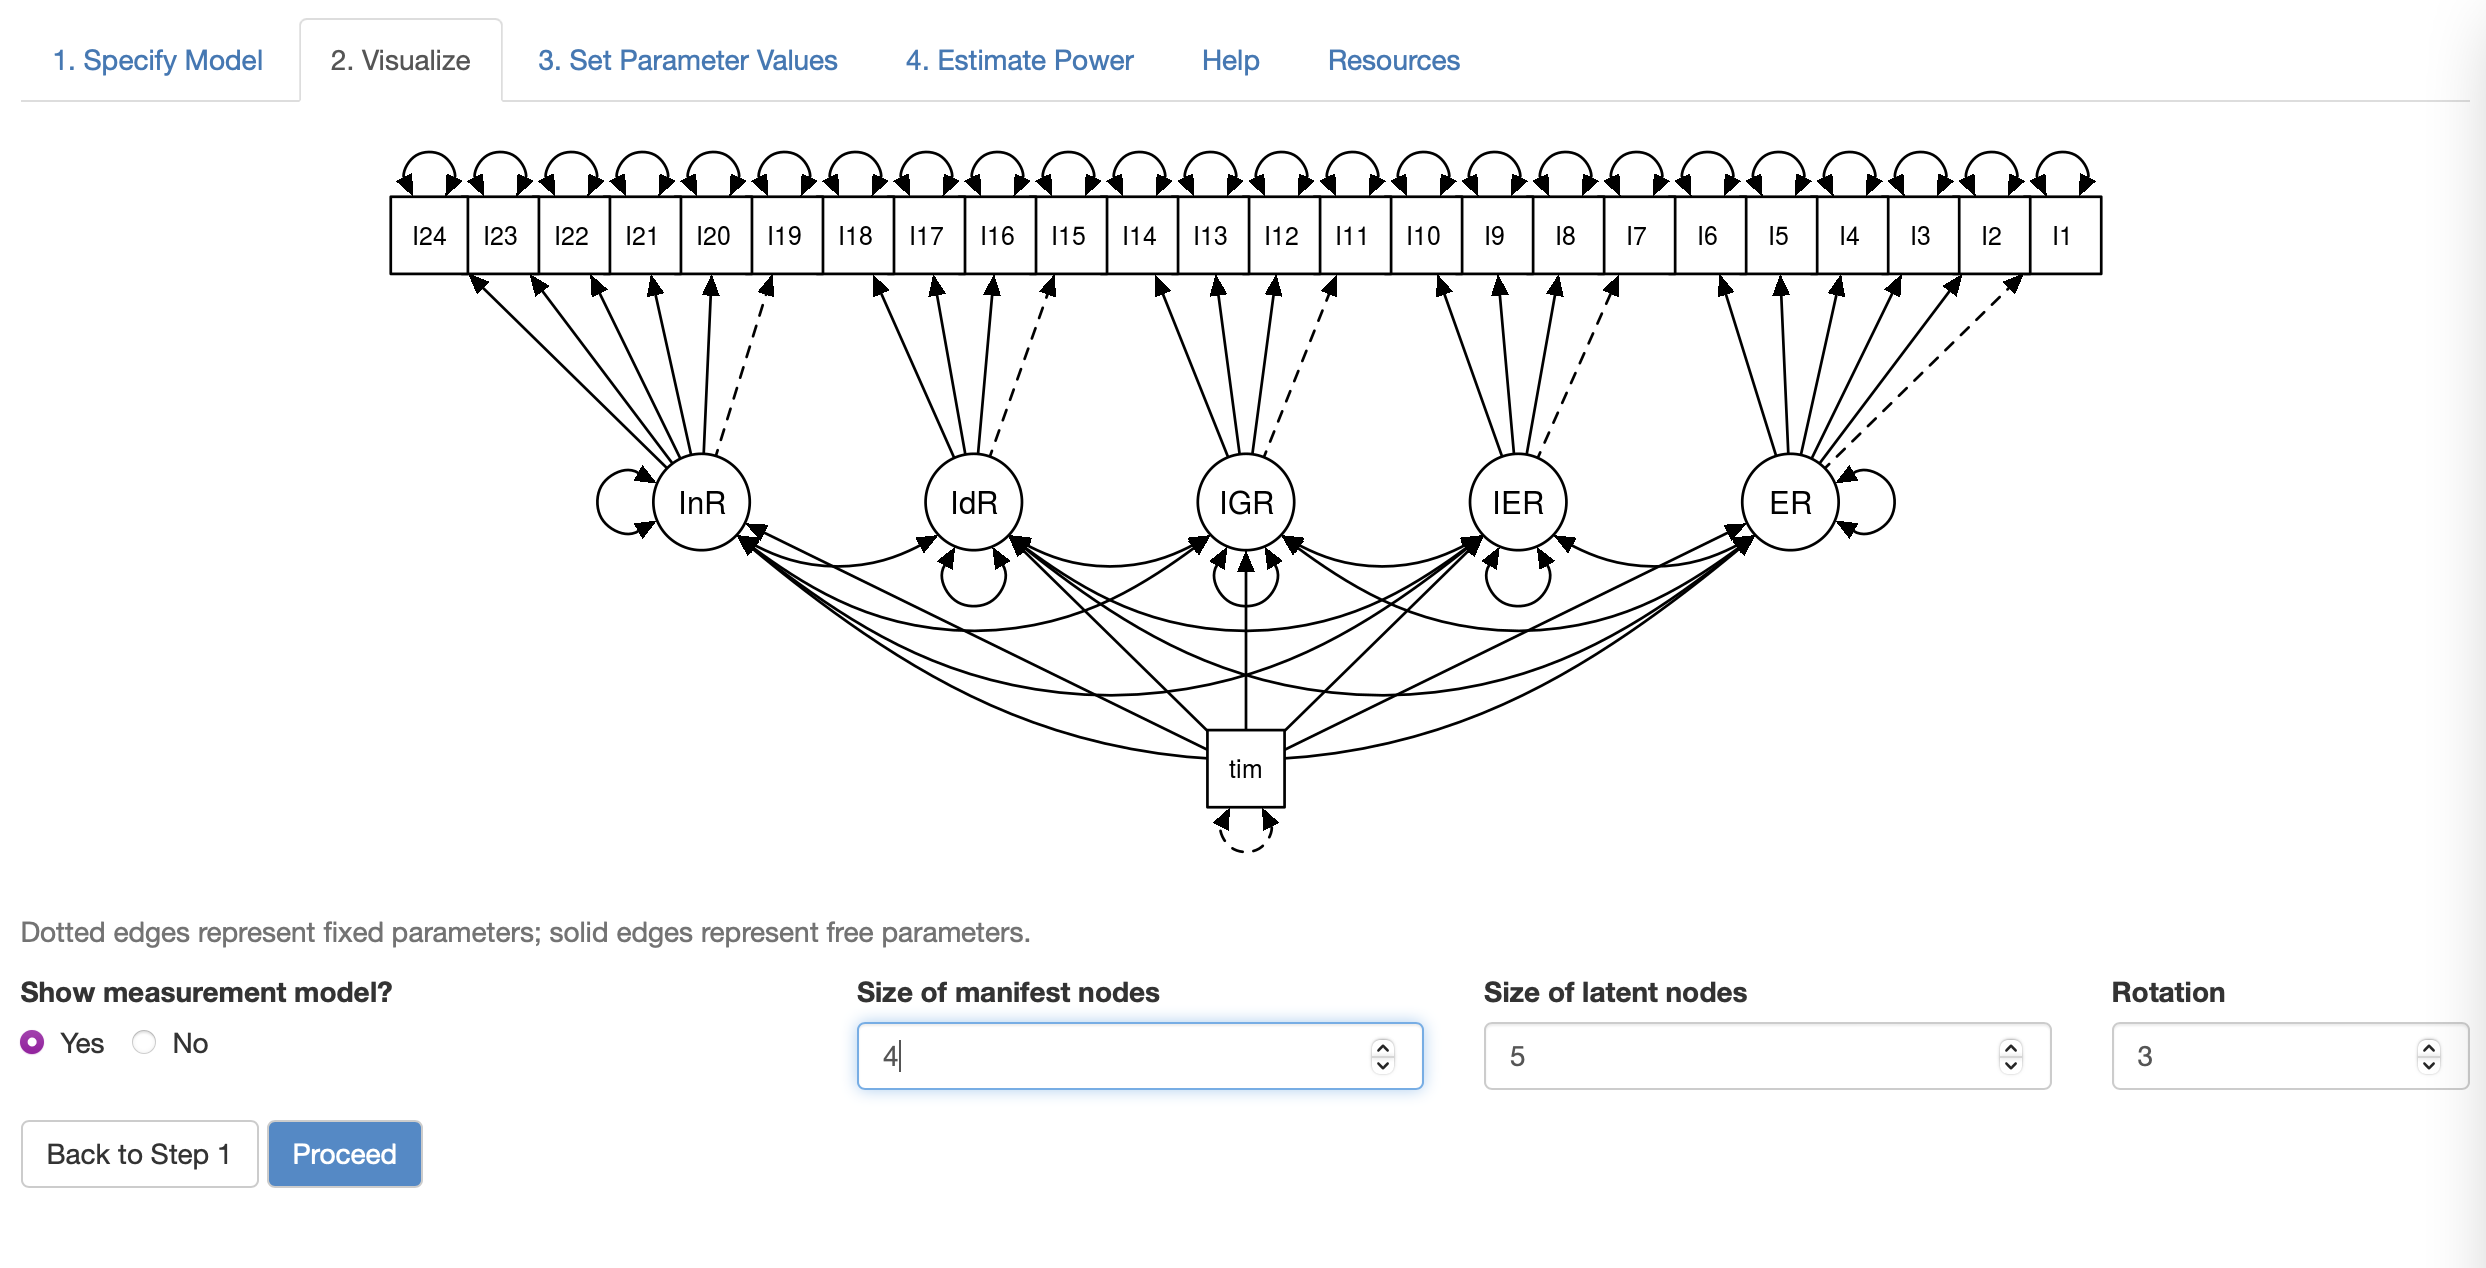 1. Specify Model 2. Visualize 3. Set Parameter Values 4. Estimate Power Help Resources
I24 I23 I22 I21 I20 I19 I18 I17 I16 I15 I14 I13 I12 I11 I10 I9 I8 I7 I6 I5 I4 I3 I2 I1
InR IdR IGR IER ER
tim
Dotted edges represent fixed parameters; solid edges represent free parameters.
Show measurement model? Size of manifest nodes Size of latent nodes Rotation
Yes No 4 5 3
Back to Step 1 Proceed